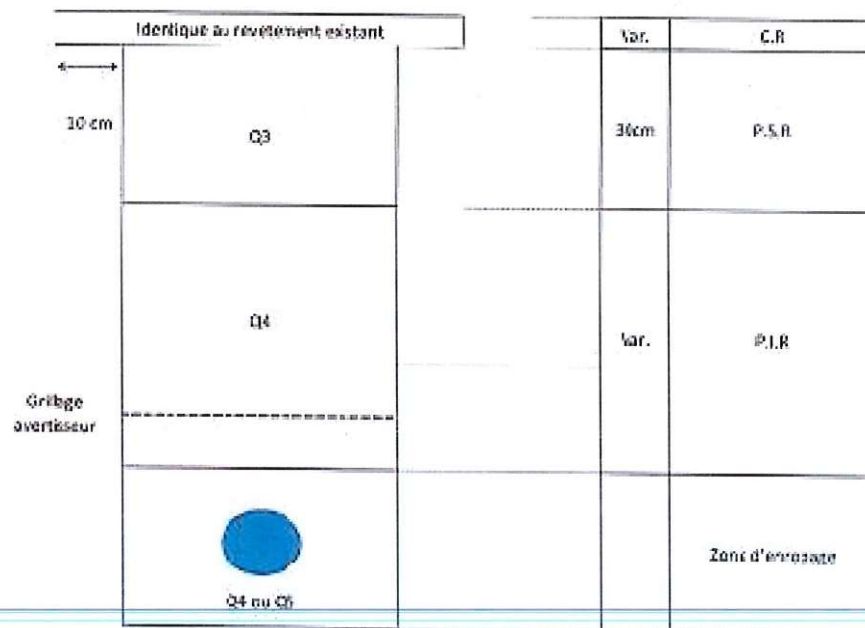 Identique au revêtement existant
Var.
C.R
10 cm
Q3
30cm
P.S.R
Q4
Var.
P.I.R
Grillage
avertisseur
Zone d'enrobage
Q4 ou Q5